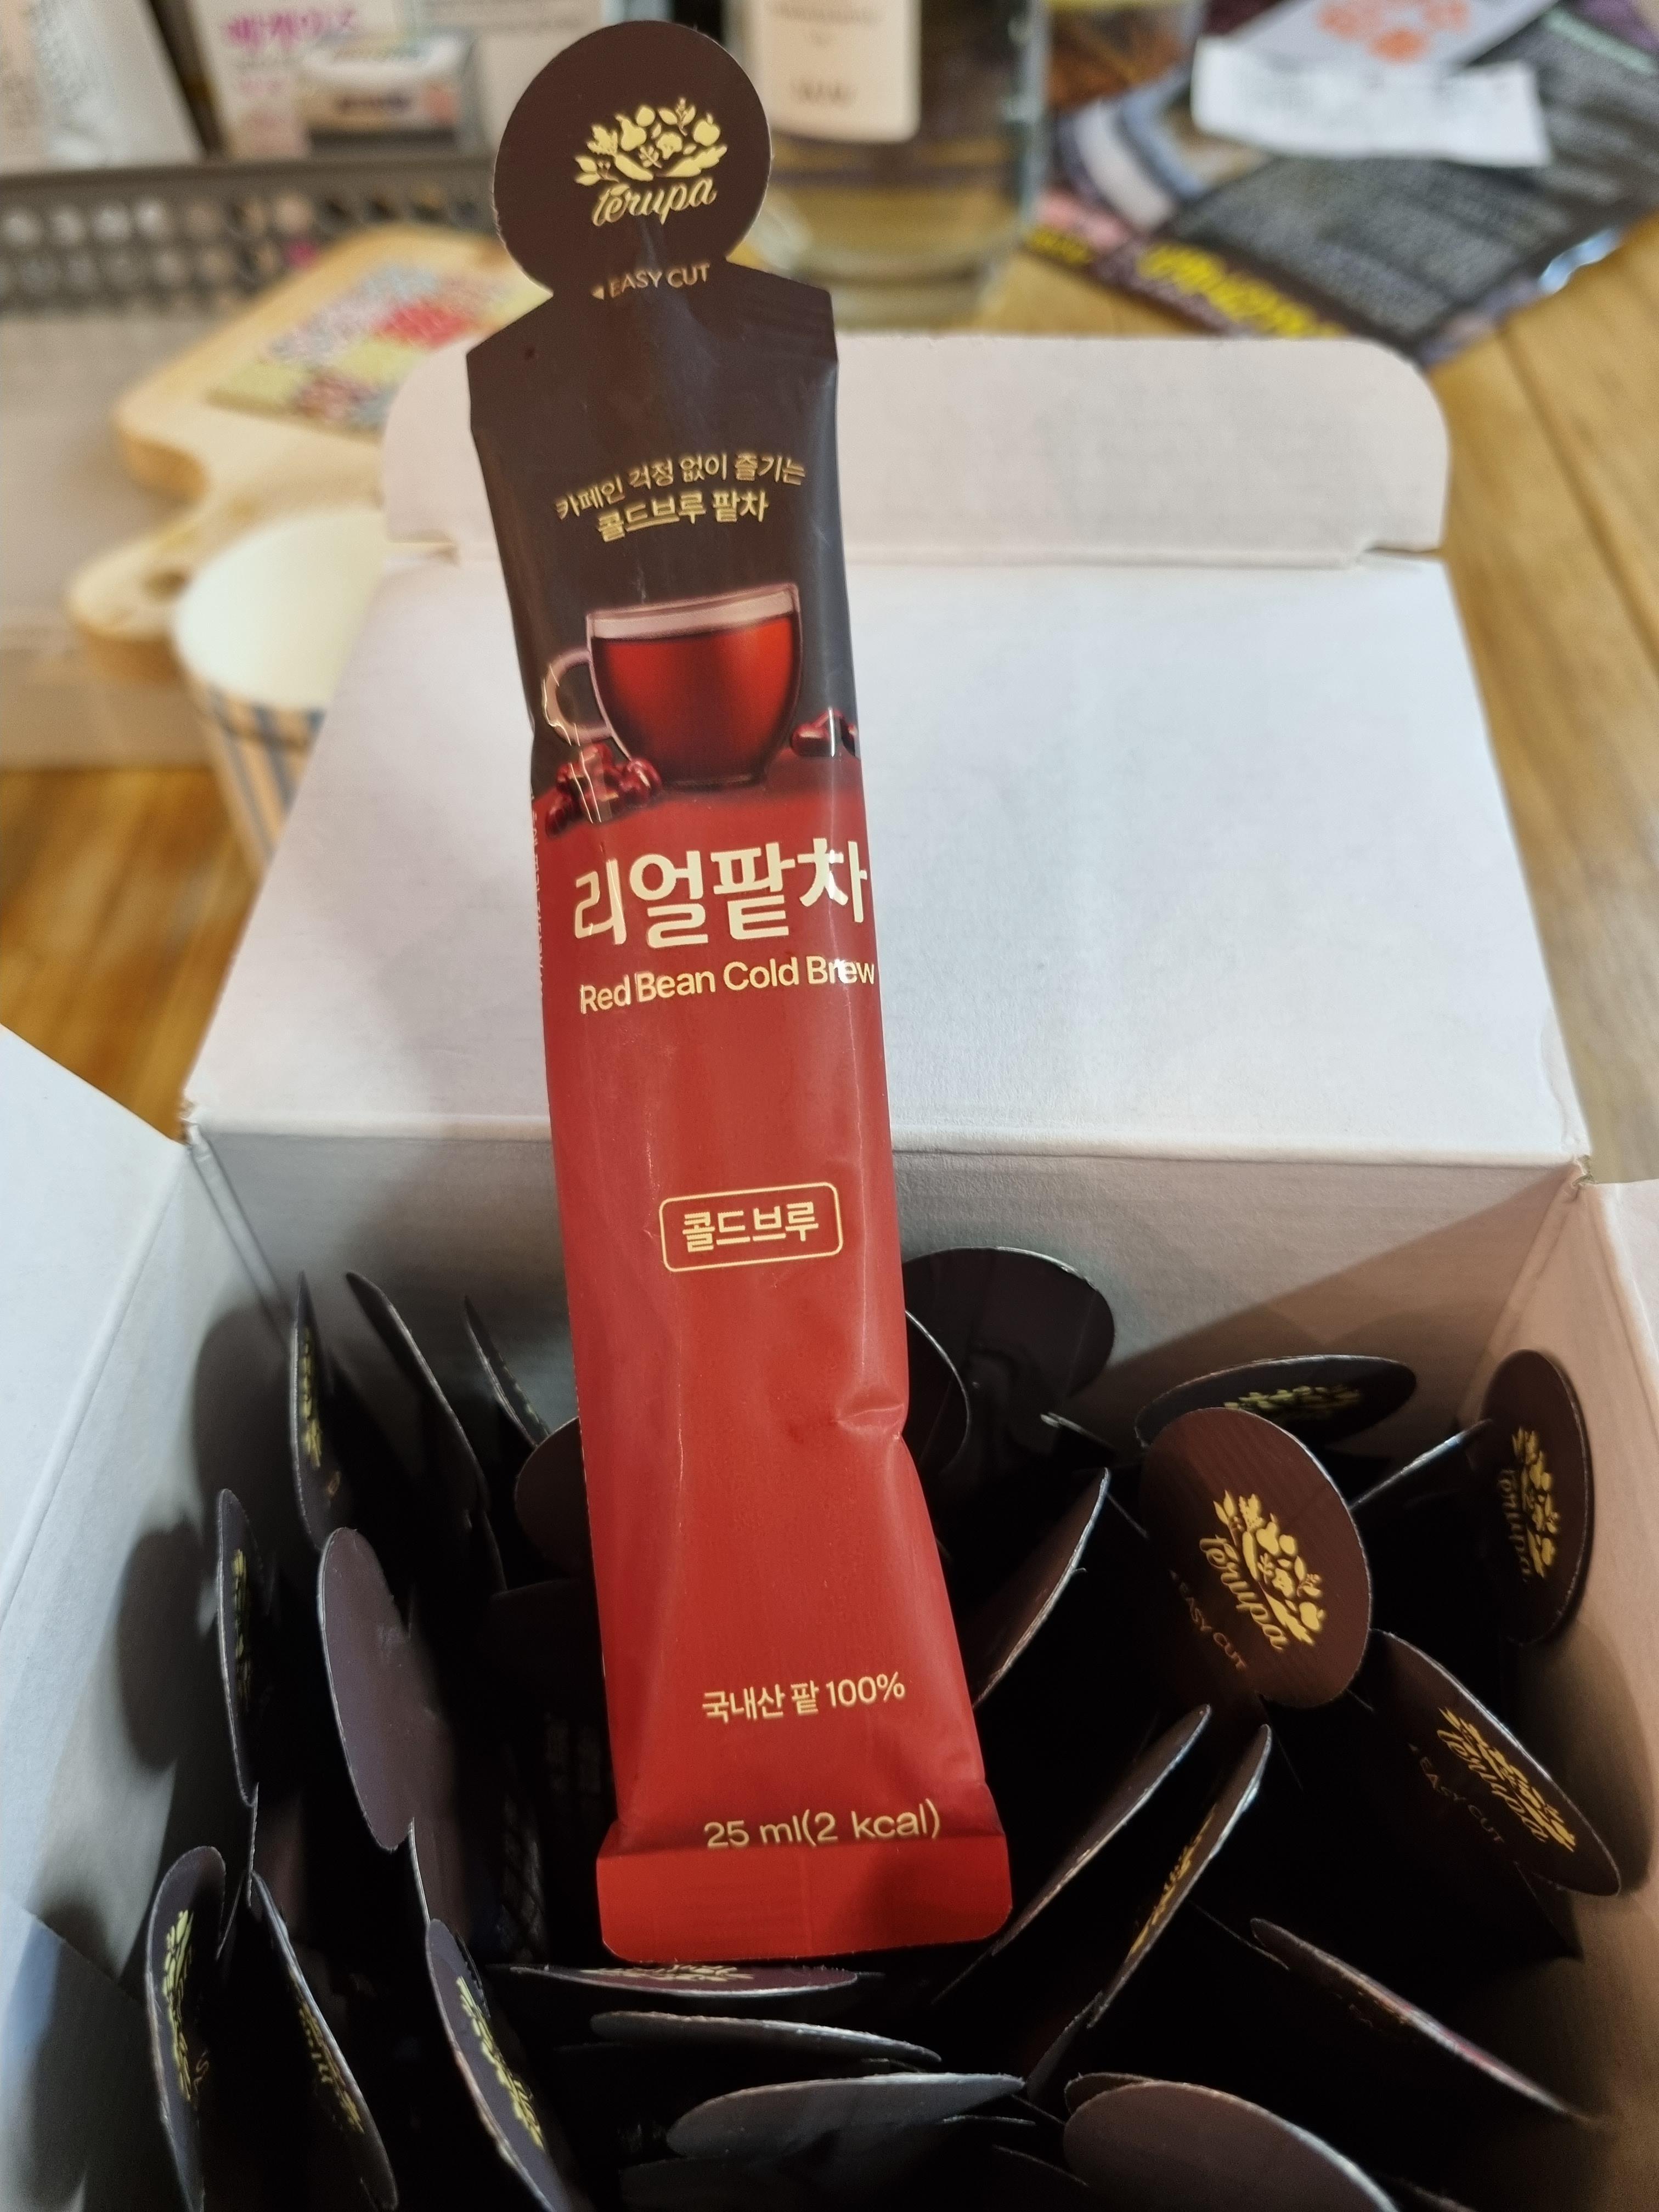 terupa
◀ EASY CUT
카페인 걱정 없이 즐기는
콜드브루 팥차
리얼팥차
Red Bean Cold Brew
콜드브루
국내산 팥 100%
25 ml(2 kcal)
terupa
EASY CUT
terupa
terupa
EASY CUT